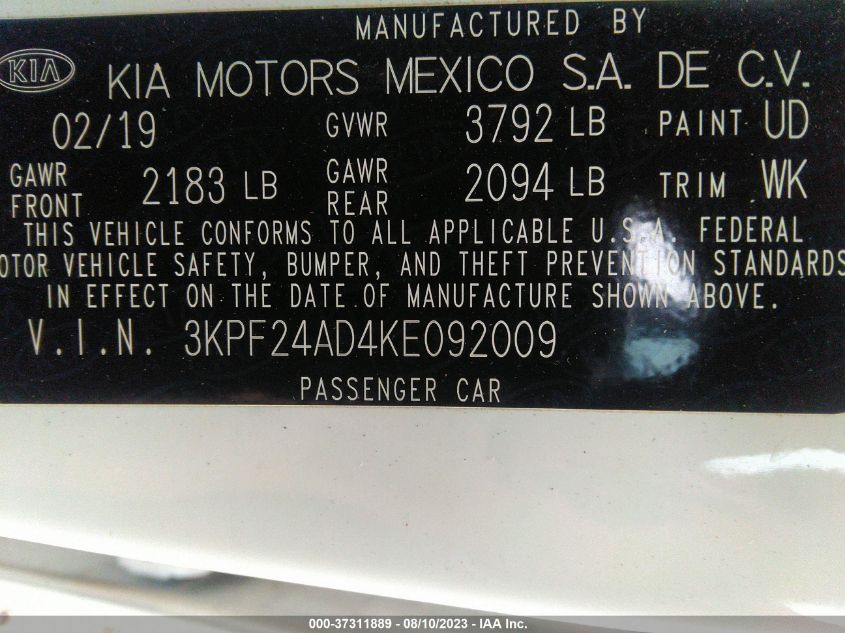 MANUFACTURED BY
KIA KIA MOTORS MEXICO S.A. DE C.V.
02/19 GVWR 3792 LB PAINT UD
GAWR FRONT 2183 LB GAWR REAR 2094 LB TRIM WK
THIS VEHICLE CONFORMS TO ALL APPLICABLE U.S.A. FEDERAL
OTOR VEHICLE SAFETY, BUMPER, AND THEFT PREVENTION STANDARDS
IN EFFECT ON THE DATE OF MANUFACTURE SHOWN ABOVE.
V.I.N. 3KPF24AD4KE092009
PASSENGER CAR
000-37311889 — 08/10/2023 — IAA Inc.